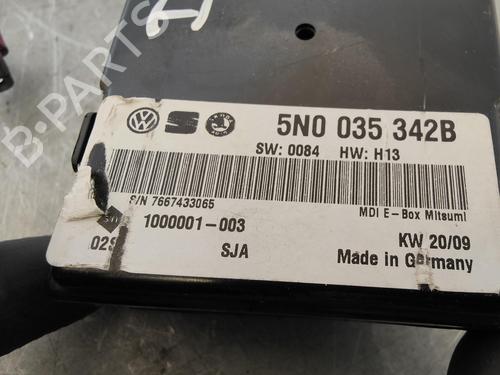 5N0 035 342B
SW: 0084 HW: H13
S/N 7667433065
MDI E-Box Mitsumi
1000001-003
KW 20/09
SJA
Made in Germany
B-PARTS